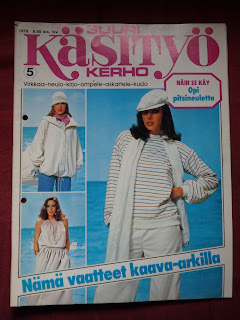 SUURI
KÄSITYÖ
KERHO
5
Virkkaa-neulo-kirjo-ompele-askartele-kudo
NÄIN SE KÄY
Opi
pitsineuletta
Nämä vaatteet kaava-arkilla